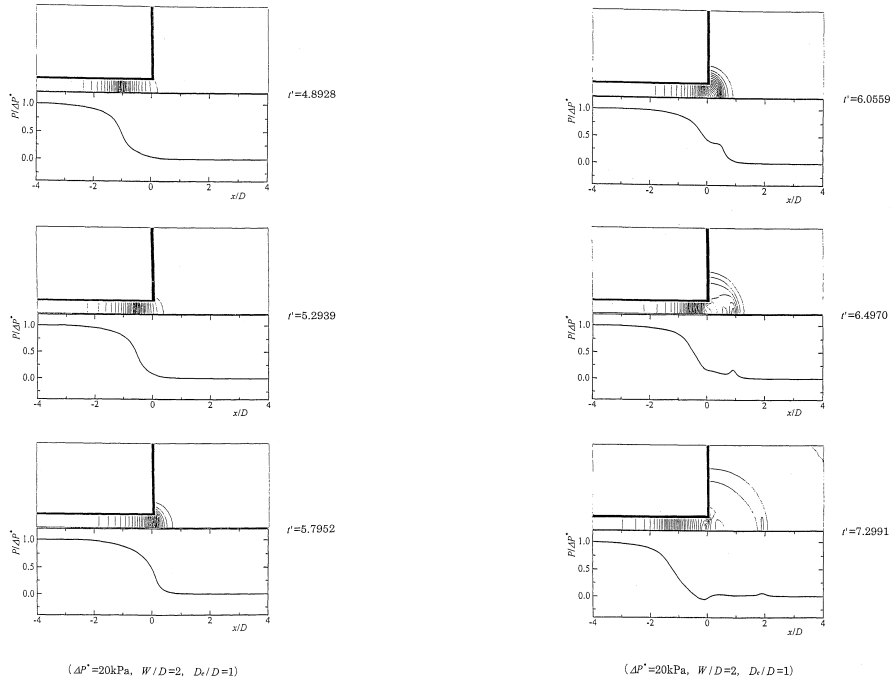 t'=4.8928
P/ΔP*
1.0
0.5
0.0
-4 -2 0 2 4
x/D
t'=5.2939
P/ΔP*
1.0
0.5
0.0
-4 -2 0 2 4
x/D
t'=5.7952
P/ΔP*
1.0
0.5
0.0
-4 -2 0 2 4
x/D
(ΔP*=20kPa, W/D=2, De/D=1)
t'=6.0559
P/ΔP*
1.0
0.5
0.0
-4 -2 0 2 4
x/D
t'=6.4970
P/ΔP*
1.0
0.5
0.0
-4 -2 0 2 4
x/D
t'=7.2991
P/ΔP*
1.0
0.5
0.0
-4 -2 0 2 4
x/D
(ΔP*=20kPa, W/D=2, De/D=1)